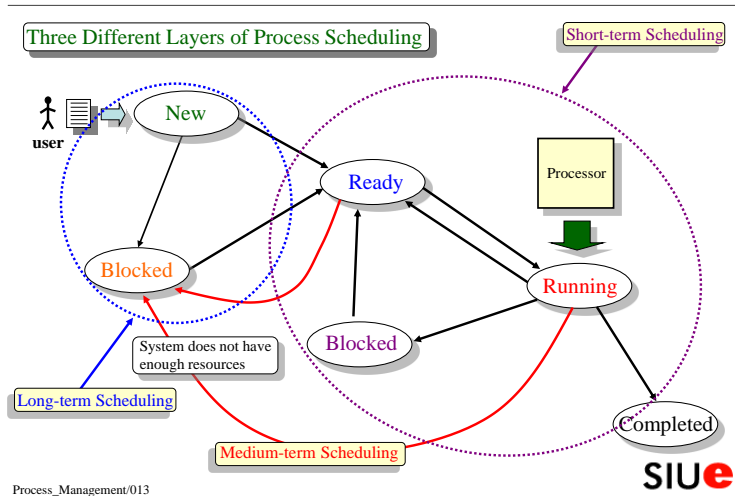 Three Different Layers of Process Scheduling
Short-term Scheduling
user
New
Ready
Processor
Blocked
Running
Blocked
System does not have
enough resources
Long-term Scheduling
Completed
Medium-term Scheduling
SIUe
Process_Management/013